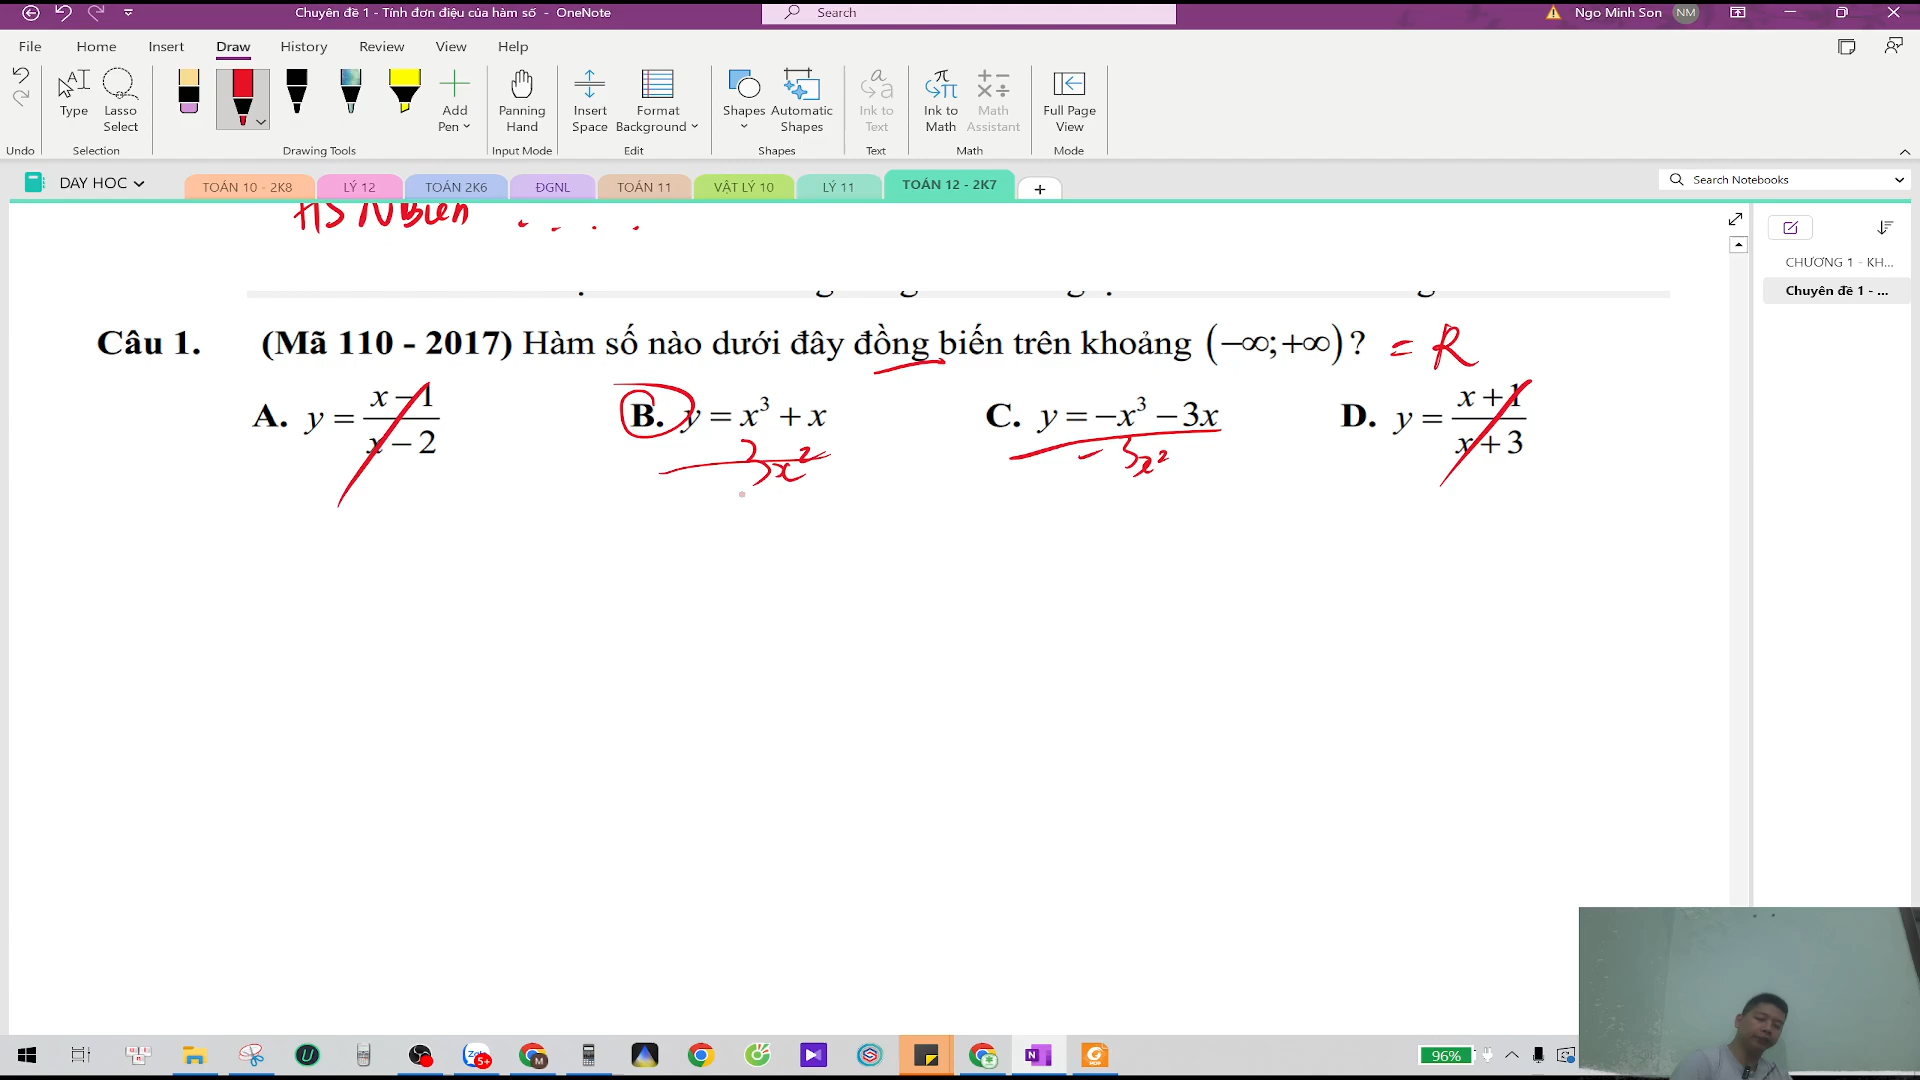 Chuyên đề 1 - Tính đơn điệu của hàm số - OneNote
Search
Ngo Minh Son NM
File Home Insert Draw History Review View Help
Type Lasso Select Add Pen Panning Hand Insert Space Format Background Shapes Automatic Shapes Ink to Text Ink to Math Math Assistant Full Page View
Undo Selection Drawing Tools Input Mode Edit Shapes Text Math Mode
DAY HOC TOÁN 10 - 2K8 LÝ 12 TOÁN 2K6 ĐGNL TOÁN 11 VẬT LÝ 10 LÝ 11 TOÁN 12 - 2K7 + Search Notebooks
HS NBiến . . . .
CHƯƠNG 1 - KH...
Chuyên đề 1 - ...
Câu 1. (Mã 110 - 2017) Hàm số nào dưới đây đồng biến trên khoảng (−∞;+∞)? = R
A. y = (x−1)/(x−2) B. y = x³ + x C. y = −x³ − 3x D. y = (x+1)/(x+3)
3x² −3x²
96%